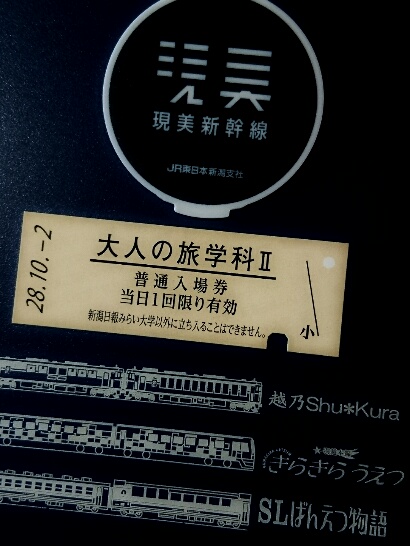 現美
現美新幹線
JR東日本新潟支社
28.10.-2
大人の旅学科Ⅱ
普通入場券
当日1回限り有効
新潟日報みらい大学以外に立ち入ることはできません。
小
越乃Shu*Kura
きらきらうえつ
SLばんえつ物語